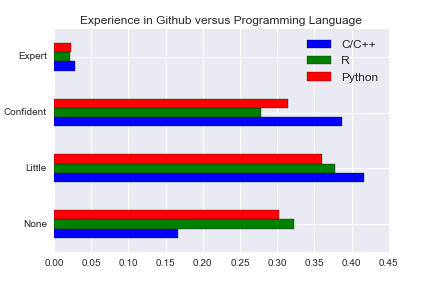 Experience in Github versus Programming Language
C/C++
R
Python
Expert
Confident
Little
None
0.00 0.05 0.10 0.15 0.20 0.25 0.30 0.35 0.40 0.45